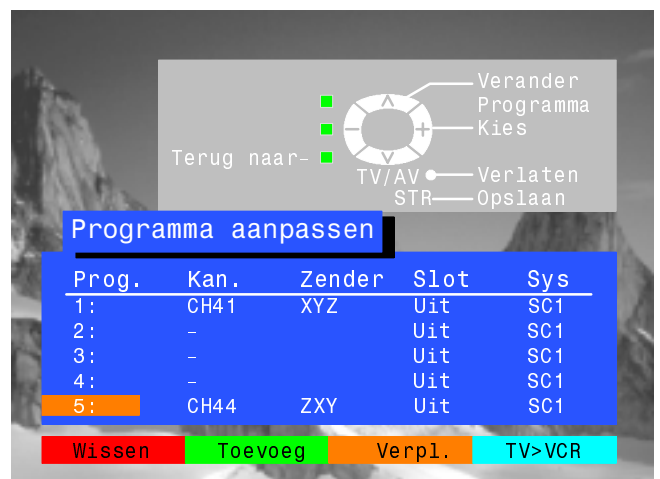 Verander
Programma
Kies
Terug naar
TV/AV Verlaten
STR Opslaan
Programma aanpassen
Prog. Kan. Zender Slot Sys
1: CH41 XYZ Uit SC1
2: – Uit SC1
3: – Uit SC1
4: – Uit SC1
5: CH44 ZXY Uit SC1
Wissen Toevoeg Verpl. TV>VCR